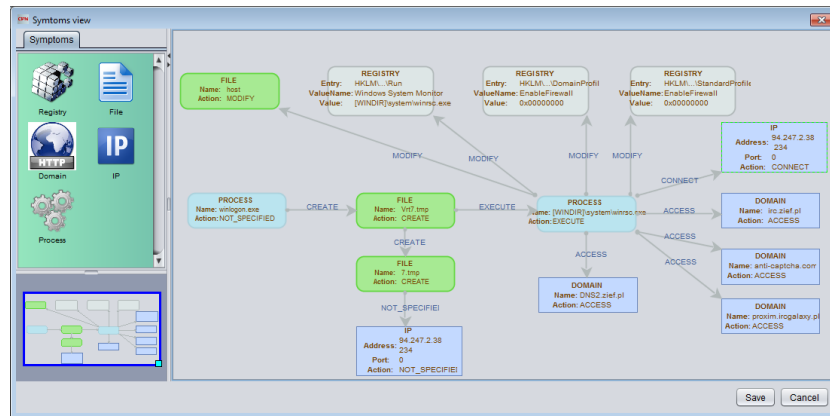 Symtoms view
Symptoms
Registry
File
HTTP
Domain
IP
IP
Process
FILE
Name: host
Action: MODIFY
REGISTRY
Entry: HKLM\...\Run
ValueName: Windows System Monitor
Value: [WINDIR]\system\winrsc.exe
REGISTRY
Entry: HKLM\...\DomainProfil
ValueName: EnableFirewall
Value: 0x00000000
REGISTRY
Entry: HKLM\...\StandardProfile
ValueName: EnableFirewall
Value: 0x00000000
IP
Address: 94.247.2.38
234
Port: 0
Action: CONNECT
MODIFY
MODIFY
MODIFY
MODIFY
CONNECT
PROCESS
Name: winlogon.exe
Action: NOT_SPECIFIED
CREATE
FILE
Name: Vrt7.tmp
Action: CREATE
EXECUTE
PROCESS
Name: [WINDIR]\system\winrsc.exe
Action: EXECUTE
ACCESS
DOMAIN
Name: irc.zief.pl
Action: ACCESS
ACCESS
DOMAIN
Name: anti-captcha.com
Action: ACCESS
ACCESS
DOMAIN
Name: proxim.ircgalaxy.pl
Action: ACCESS
CREATE
ACCESS
FILE
Name: 7.tmp
Action: CREATE
DOMAIN
Name: DNS2.zief.pl
Action: ACCESS
NOT_SPECIFIEI
IP
Address: 94.247.2.38
234
Port: 0
Action: NOT_SPECIFIEI
Save
Cancel